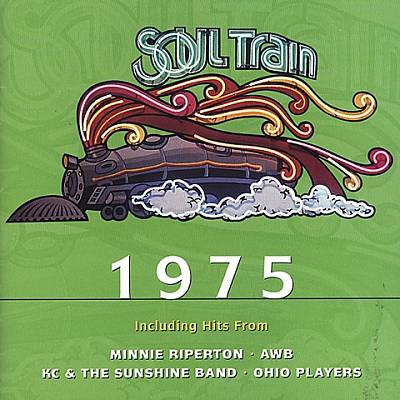 Soul Train
1975
Including Hits From
MINNIE RIPERTON · AWB
KC & THE SUNSHINE BAND · OHIO PLAYERS